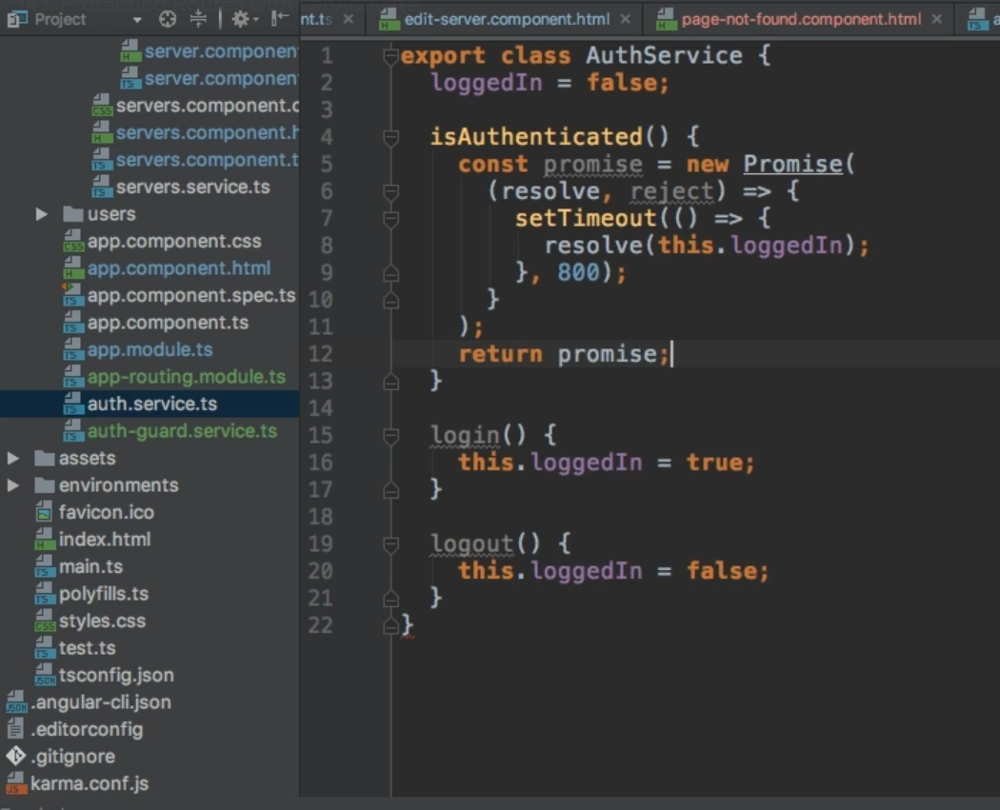 Project
nt.ts
edit-server.component.html
page-not-found.component.html
server.componen
server.component
servers.component.c
servers.component.h
servers.component.t
servers.service.ts
users
app.component.css
app.component.html
app.component.spec.ts
app.component.ts
app.module.ts
app-routing.module.ts
auth.service.ts
auth-guard.service.ts
assets
environments
favicon.ico
index.html
main.ts
polyfills.ts
styles.css
test.ts
tsconfig.json
.angular-cli.json
.editorconfig
.gitignore
karma.conf.js
1 export class AuthService {
2 loggedIn = false;
3
4 isAuthenticated() {
5 const promise = new Promise(
6 (resolve, reject) => {
7 setTimeout(() => {
8 resolve(this.loggedIn);
9 }, 800);
10 }
11 );
12 return promise;
13 }
14
15 login() {
16 this.loggedIn = true;
17 }
18
19 logout() {
20 this.loggedIn = false;
21 }
22 }